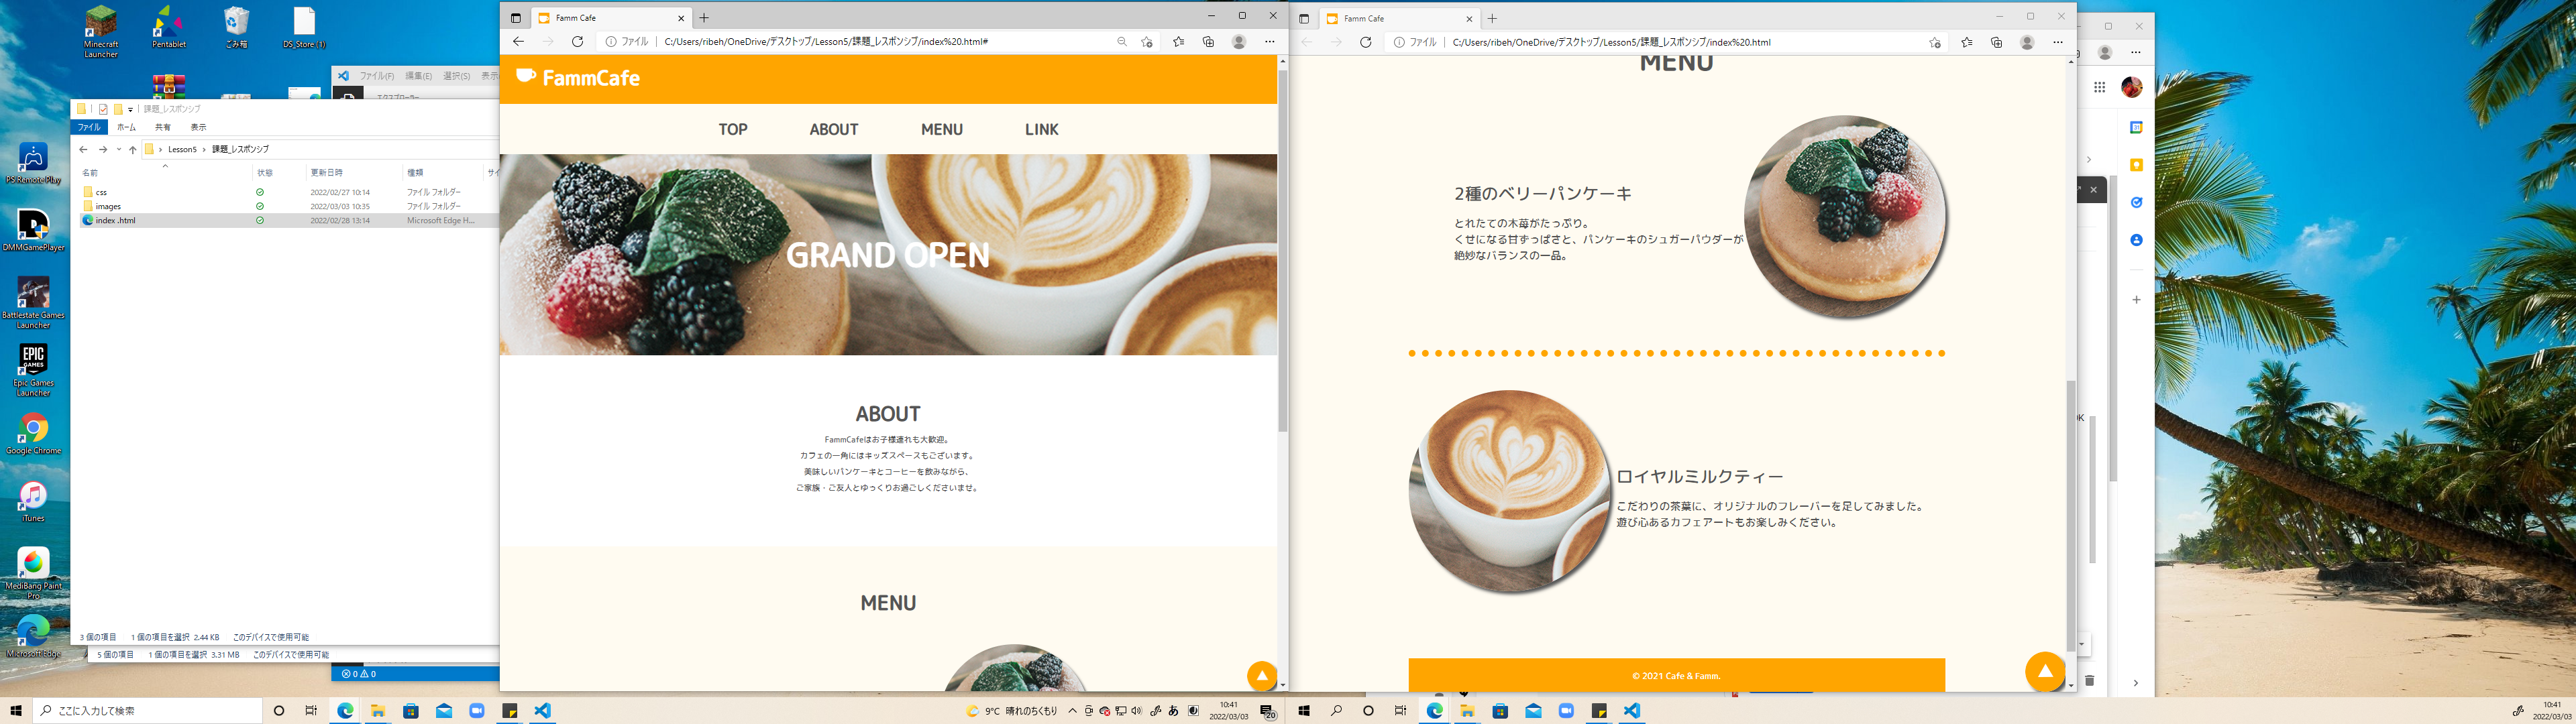 Minecraft Launcher
Pentablet
ごみ箱
DS_Store (1)
PS Remote Play
DMMGamePlayer
Battlestate Games Launcher
Epic Games Launcher
Google Chrome
iTunes
MediBang Paint Pro
Microsoft Edge
ファイル(F) 編集(E) 選択(S)
課題_レスポンシブ
ファイル ホーム 共有 表示
Lesson5 › 課題_レスポンシブ
名前 状態 更新日時 種類
css 2022/02/27 10:14 ファイル フォルダー
images 2022/03/03 10:35 ファイル フォルダー
index .html 2022/02/28 13:14 Microsoft Edge H...
3 個の項目 1 個の項目を選択 2.44 KB このデバイスで使用可能
5 個の項目 1 個の項目を選択 3.31 MB このデバイスで使用可能
0 0
Famm Cafe
ファイル C:/Users/ribeh/OneDrive/デスクトップ/Lesson5/課題_レスポンシブ/index%20.html#
FammCafe
TOP ABOUT MENU LINK
GRAND OPEN
ABOUT
FammCafeはお子様連れも大歓迎。
カフェの一角にはキッズスペースもございます。
美味しいパンケーキとコーヒーを飲みながら、
ご家族・ご友人とゆっくりお過ごしくださいませ。
MENU
Famm Cafe
ファイル C:/Users/ribeh/OneDrive/デスクトップ/Lesson5/課題_レスポンシブ/index%20.html
MENU
2種のベリーパンケーキ
とれたての木苺がたっぷり。
くせになる甘ずっぱさと、パンケーキのシュガーパウダーが
絶妙なバランスの一品。
ロイヤルミルクティー
こだわりの茶葉に、オリジナルのフレーバーを足してみました。
遊び心あるカフェアートもお楽しみください。
© 2021 Cafe & Famm.
ここに入力して検索
9°C 晴れのちくもり
あ
10:41
2022/03/03
20
10:41
2022/03/03